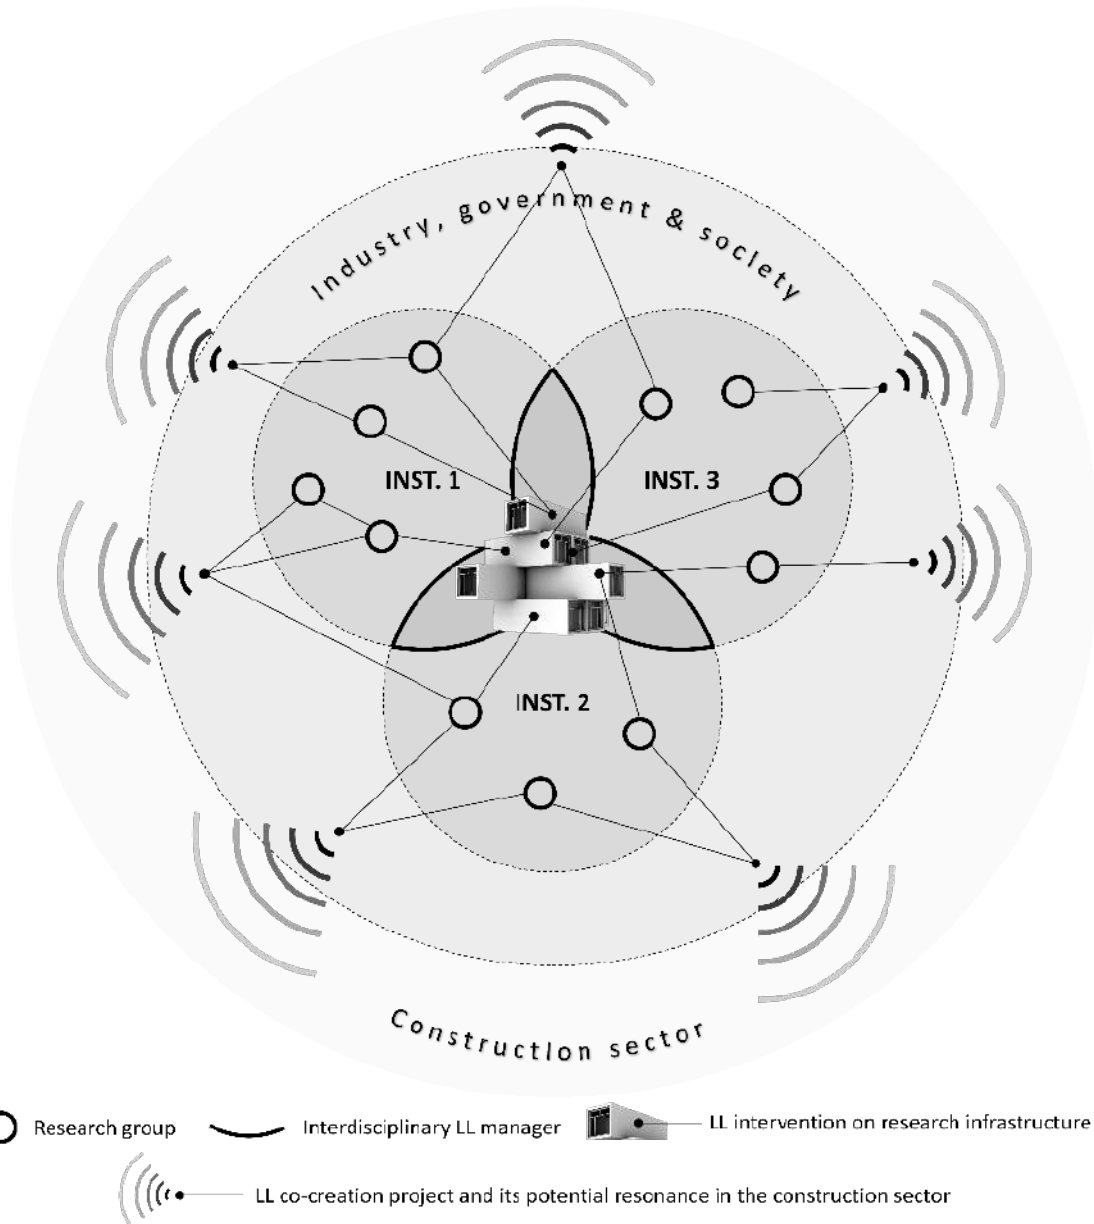 Industry, government & society
INST. 1
INST. 3
INST. 2
Construction sector
Research group
Interdisciplinary LL manager
LL intervention on research infrastructure
LL co-creation project and its potential resonance in the construction sector